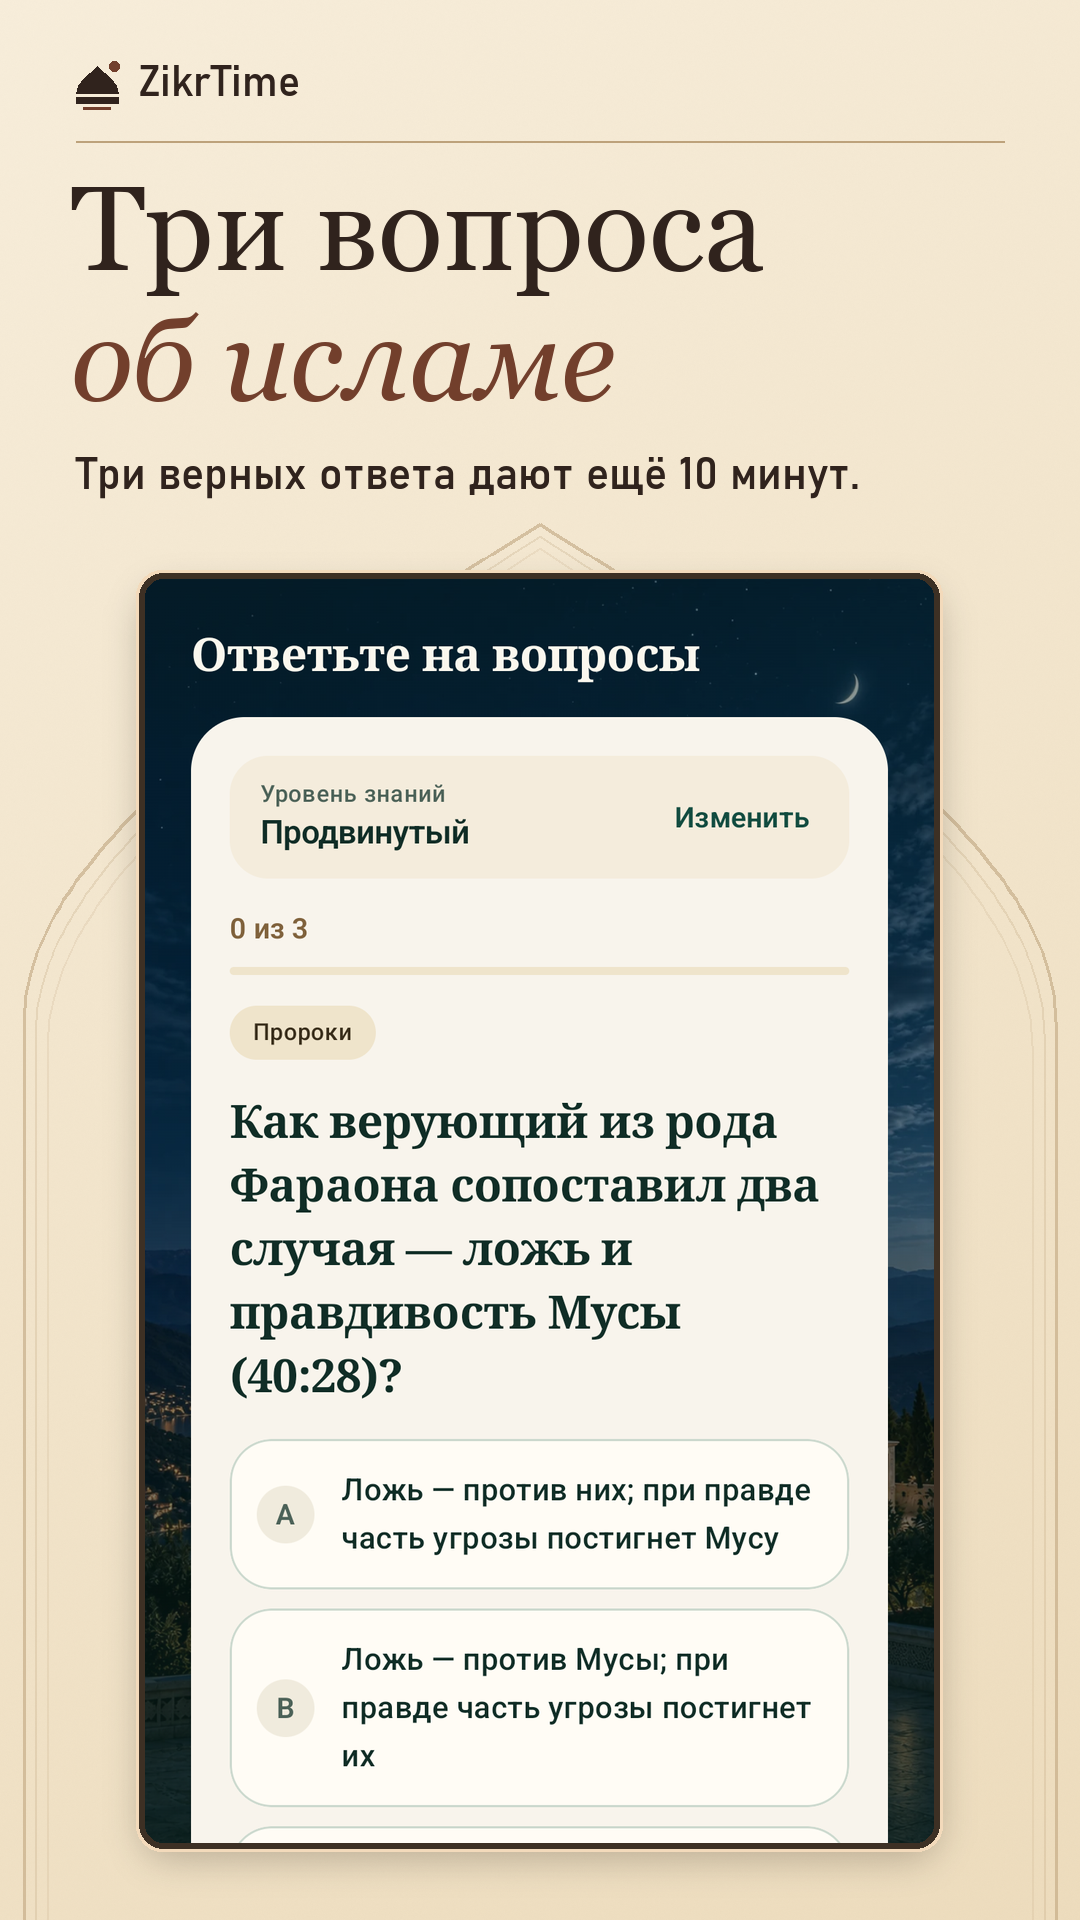 ZikrTime
Три вопроса
об исламе
Три верных ответа дают ещё 10 минут.
Ответьте на вопросы
Уровень знаний
Продвинутый
Изменить
0 из 3
Пророки
Как верующий из рода
Фараона сопоставил два
случая — ложь и
правдивость Мусы
(40:28)?
A
Ложь — против них; при правде
часть угрозы постигнет Мусу
B
Ложь — против Мусы; при
правде часть угрозы постигнет
их